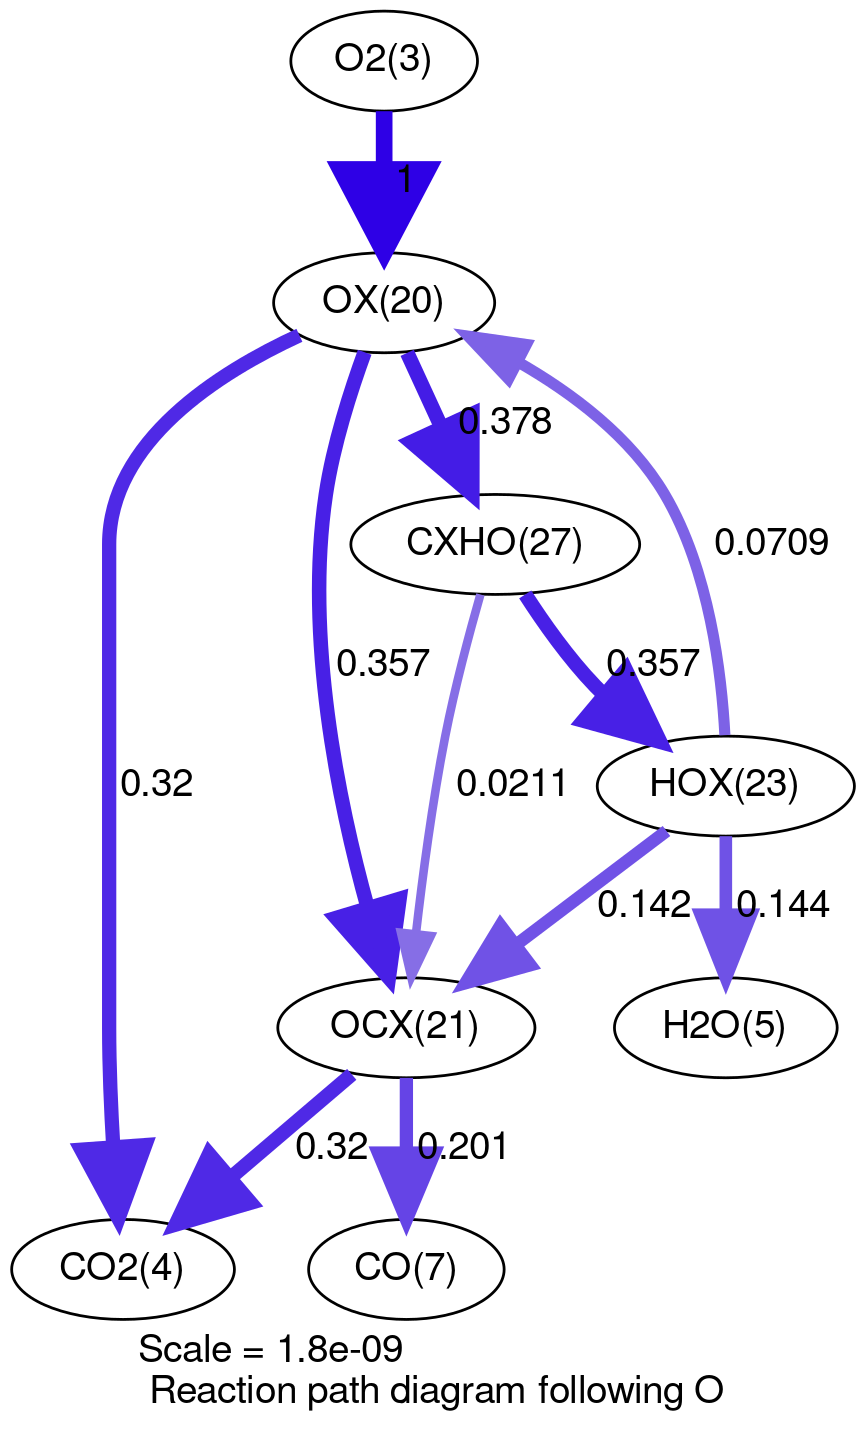 O2(3)
1
OX(20)
0.378
CXHO(27)
0.0709
0.357
0.357
0.32
0.0211
HOX(23)
0.142
0.144
OCX(21)
H2O(5)
0.32
0.201
CO2(4)
CO(7)
Scale = 1.8e-09
Reaction path diagram following O